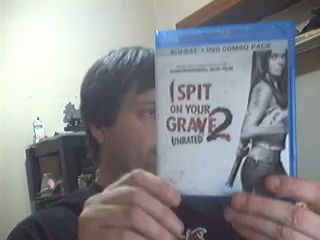 BLU-RAY + DVD COMBO PACK
I SPIT
ON YOUR
GRAVE 2
UNRATED